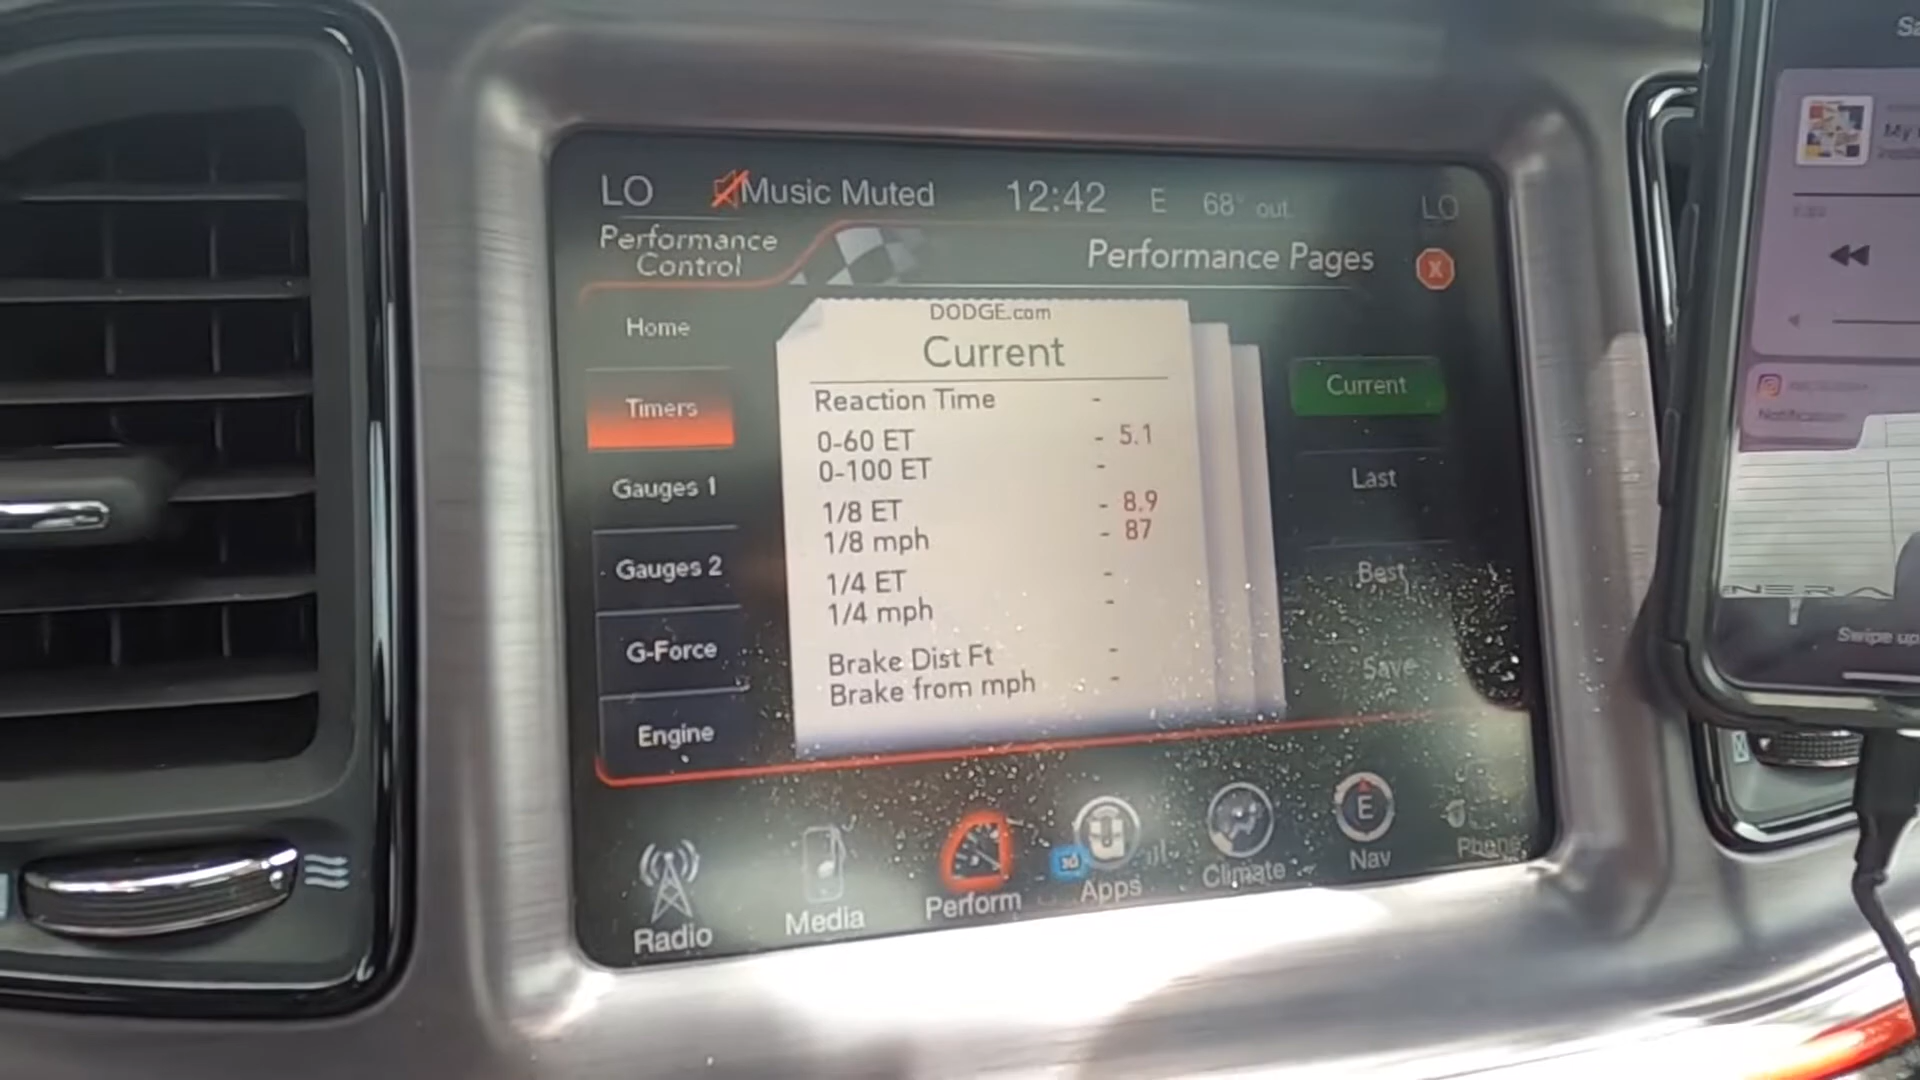 LO Music Muted 12:42 E 68° out LO
Performance Control
Performance Pages X
Home
Timers
Gauges 1
Gauges 2
G-Force
Engine
DODGE.com
Current
Reaction Time -
0-60 ET - 5.1
0-100 ET -
1/8 ET - 8.9
1/8 mph - 87
1/4 ET -
1/4 mph -
Brake Dist Ft -
Brake from mph -
Current
Last
Best
Save
Radio
Media
Perform
Apps
Climate
E
Nav
Phone
My
Swipe up